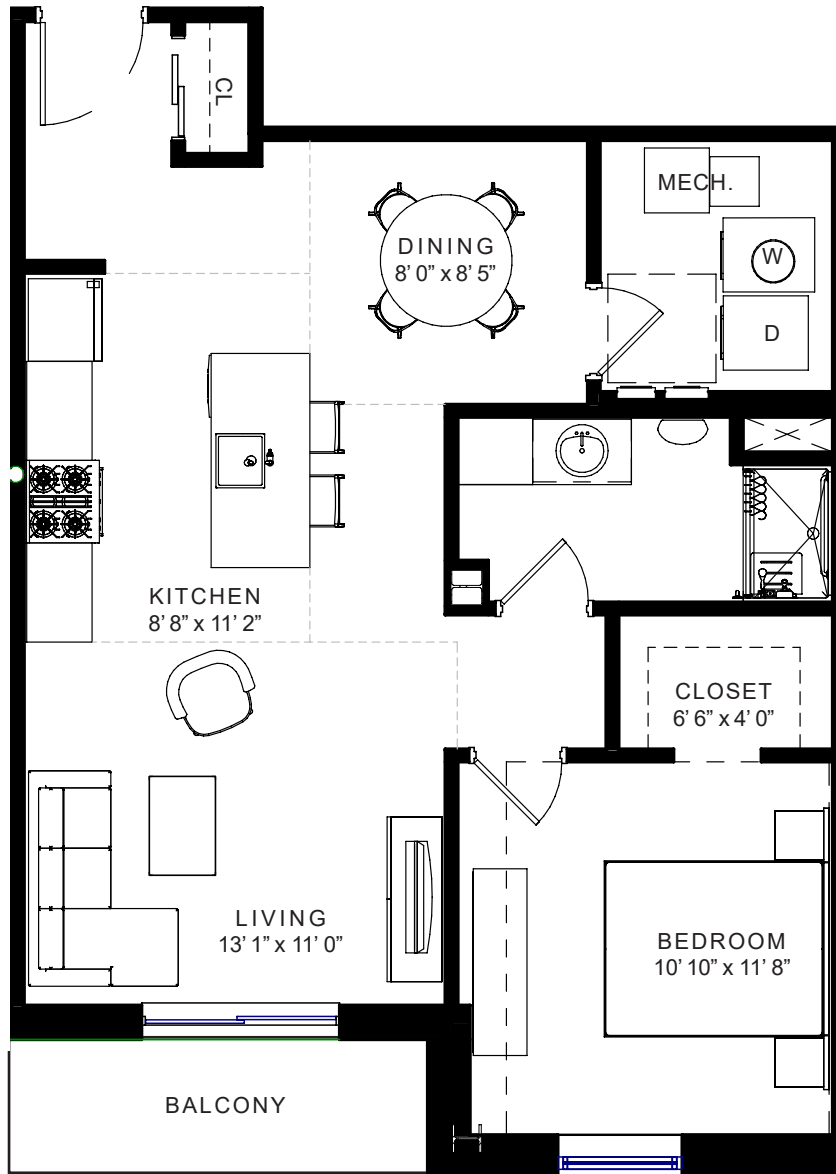 CL
MECH.
DINING
8’ 0” x 8’ 5”
W
D
KITCHEN
8’ 8” x 11’ 2”
CLOSET
6’ 6” x 4’ 0”
LIVING
13’ 1” x 11’ 0”
BEDROOM
10’ 10” x 11’ 8”
BALCONY